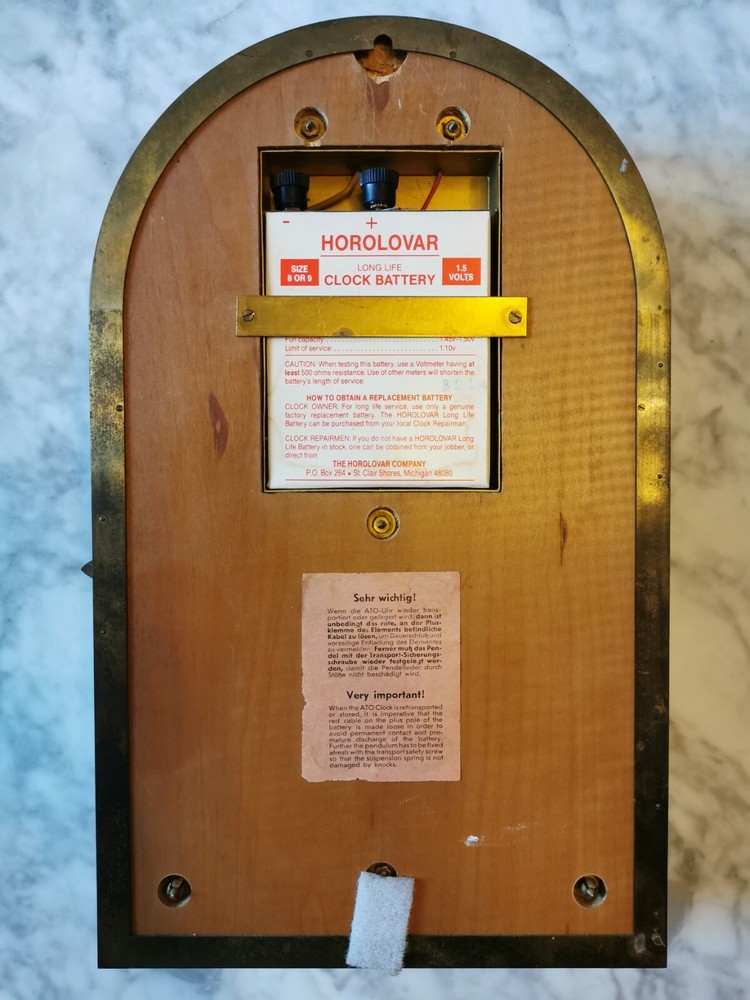 - +
HOROLOVAR
SIZE
8 OR 9
LONG LIFE
CLOCK BATTERY
1.5
VOLTS
Full capacity ........................ 1.45v-1.50v
Limit of service ........................ 1.10v
CAUTION: When testing this battery, use a Voltmeter having at
least 500 ohms resistance: Use of other meters will shorten the
battery's length of service.
HOW TO OBTAIN A REPLACEMENT BATTERY
CLOCK OWNER: For long life service, use only a genuine
factory replacement battery. The HOROLOVAR Long Life
Battery can be purchased from your local Clock Repairman.
CLOCK REPAIRMEN: If you do not have a HOROLOVAR Long
Life Battery in stock, one can be obtained from your jobber, or
direct from
THE HOROLOVAR COMPANY
P.O. Box 264 • St. Clair Shores, Michigan 48080
Sehr wichtig!
Wenn die ATO-Uhr wieder trans-
portiert oder gelagert wird, dann ist
unbedingt das rote, an der Plus-
klemme des Elements befindliche
Kabel zu lösen, um Dauerschluß und
vorzeitige Entladung des Elementes
zu vermeiden. Ferner muß das Pen-
del mit der Transport-Sicherungs-
schraube wieder festgelegt wer-
den, damit die Pendelfeder durch
Stöße nicht beschädigt wird.
Very important!
When the ATO Clock is retransported
or stored, it is imperative that the
red cable on the plus pole of the
battery is made loose in order to
avoid permanent contact and pre-
mature discharge of the battery.
Further the pendulum has to be fixed
afresh with the transport safety screw
so that the suspension spring is not
damaged by knocks.